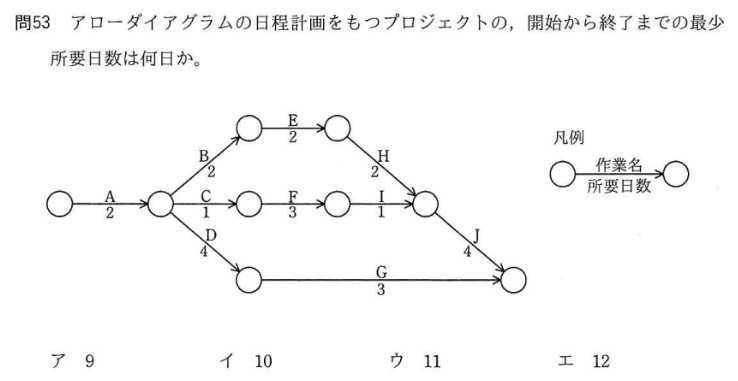 問53 アローダイアグラムの日程計画をもつプロジェクトの，開始から終了までの最少
所要日数は何日か。
E
2
凡例
B
2
H
2
作業名
所要日数
A
2
C
1
F
3
I
1
D
4
J
4
G
3
ア 9 イ 10 ウ 11 エ 12